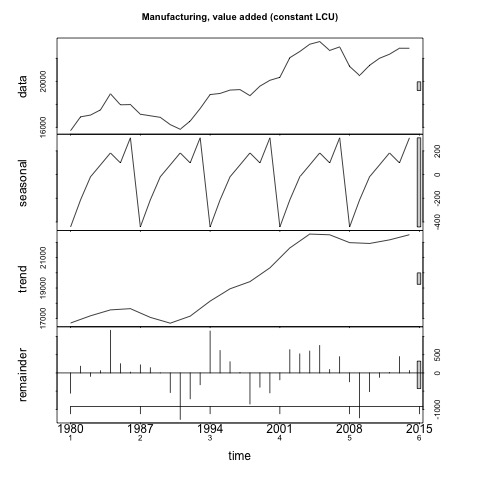 Manufacturing, value added (constant LCU)
data
16000 20000
seasonal
-400 -200 0 200
trend
17000 19000 21000
remainder
-1000 0 500
1980 1987 1994 2001 2008 2015
1 2 3 4 5 6
time